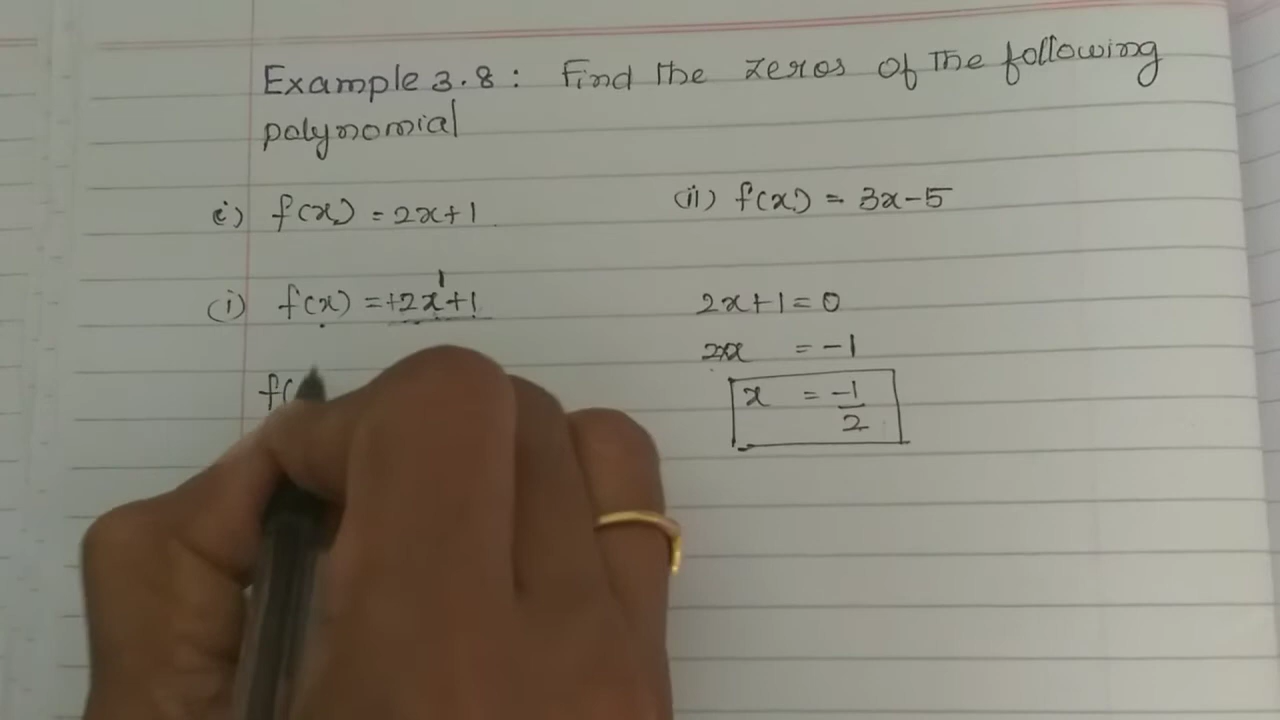 Example 3.8 : Find the zeros of the following
polynomial
(i) f(x) = 2x+1
(ii) f(x) = 3x-5
(i) f(x) = +2x¹+1
f(
2x+1 = 0
2x = -1
x = -1/2